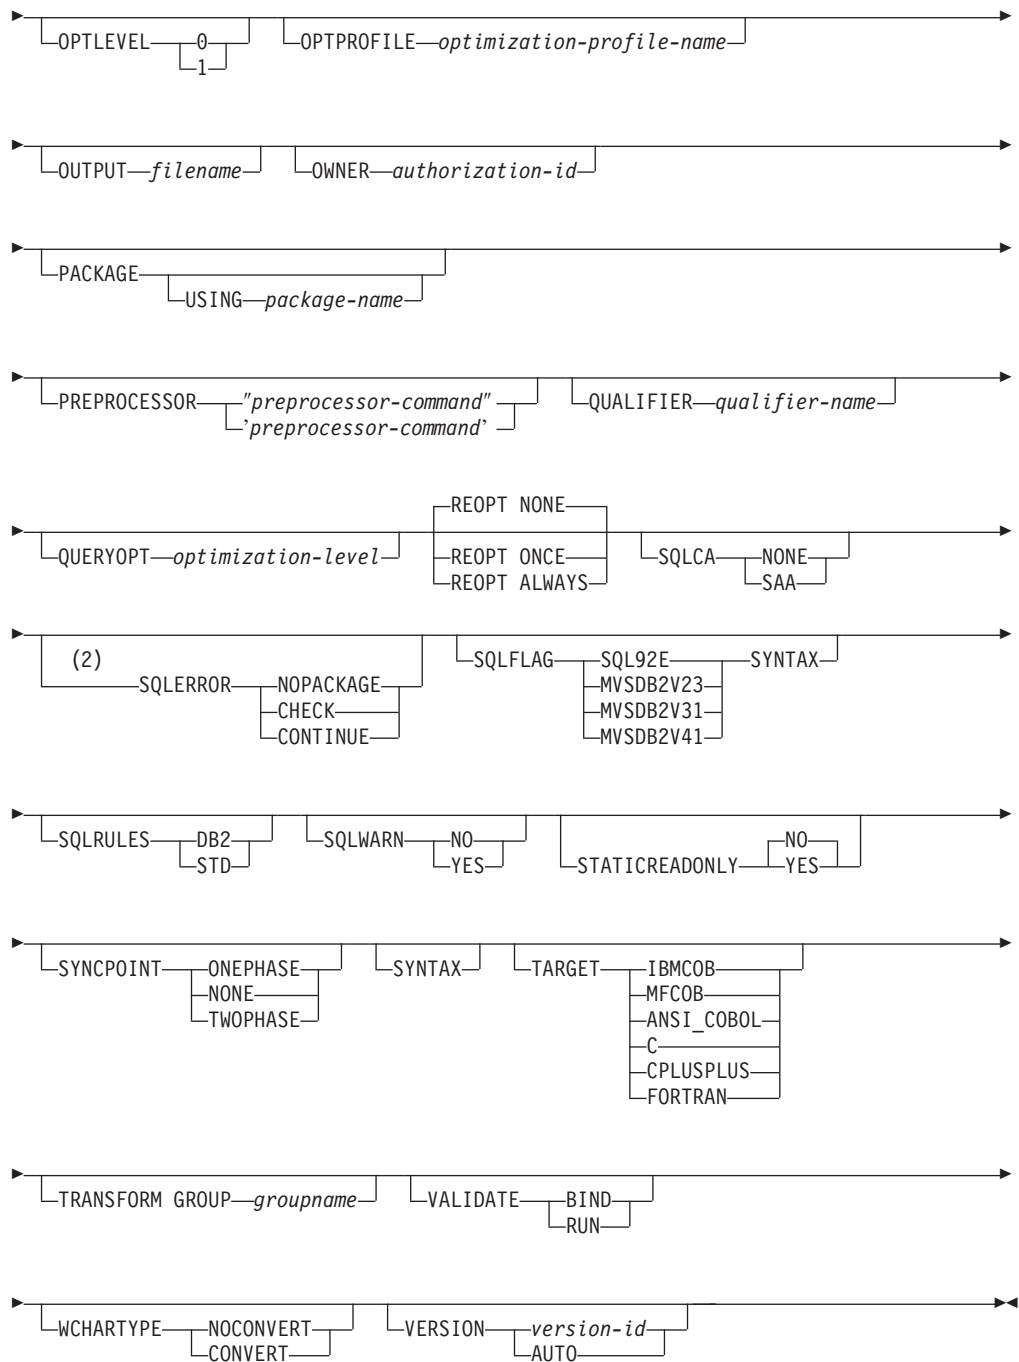 OPTLEVEL 0 OPTPROFILE optimization-profile-name
1
OUTPUT filename OWNER authorization-id
PACKAGE
USING package-name
PREPROCESSOR "preprocessor-command" QUALIFIER qualifier-name
'preprocessor-command'
REOPT NONE
QUERYOPT optimization-level REOPT ONCE SQLCA NONE
REOPT ALWAYS SAA
(2) SQLFLAG SQL92E SYNTAX
SQLERROR NOPACKAGE MVSDB2V23
CHECK MVSDB2V31
CONTINUE MVSDB2V41
SQLRULES DB2 SQLWARN NO NO
STD YES STATICREADONLY YES
SYNCPOINT ONEPHASE SYNTAX TARGET IBMCOB
NONE MFCOB
TWOPHASE ANSI_COBOL
C
CPLUSPLUS
FORTRAN
TRANSFORM GROUP groupname VALIDATE BIND
RUN
WCHARTYPE NOCONVERT VERSION version-id
CONVERT AUTO